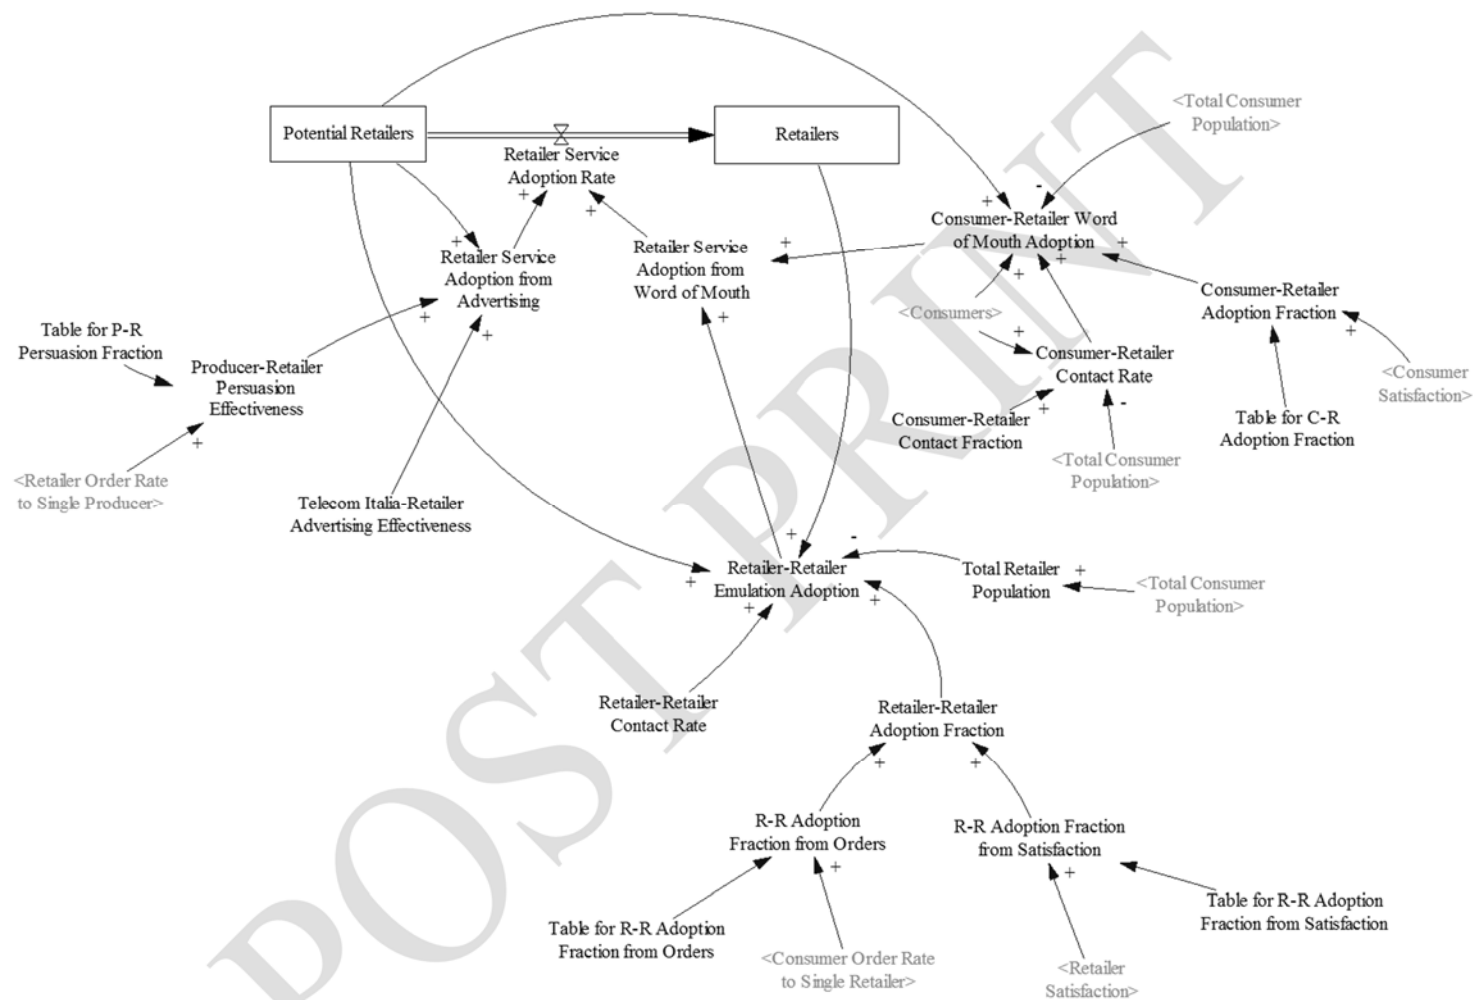 <Total Consumer
Population>
Potential Retailers
Retailers
Retailer Service
Adoption Rate
+
+
-
+
Consumer-Retailer Word
of Mouth Adoption
+
+
+
+
Retailer Service
Adoption from
Advertising
+
+
+
Retailer Service
Adoption from
Word of Mouth
+
+
<Consumers>
+
Consumer-Retailer
Contact Rate
+
-
Consumer-Retailer
Adoption Fraction
+
Table for P-R
Persuasion Fraction
Producer-Retailer
Persuasion
Effectiveness
+
<Consumer
Satisfaction>
Consumer-Retailer
Contact Fraction
Table for C-R
Adoption Fraction
<Total Consumer
Population>
<Retailer Order Rate
to Single Producer>
Telecom Italia-Retailer
Advertising Effectiveness
+
-
Retailer-Retailer
Emulation Adoption
+
+
+
Total Retailer
Population
+
<Total Consumer
Population>
Retailer-Retailer
Contact Rate
Retailer-Retailer
Adoption Fraction
+
+
R-R Adoption
Fraction from Orders
+
R-R Adoption Fraction
from Satisfaction
+
Table for R-R Adoption
Fraction from Orders
<Consumer Order Rate
to Single Retailer>
<Retailer
Satisfaction>
Table for R-R Adoption
Fraction from Satisfaction
POST PRINT